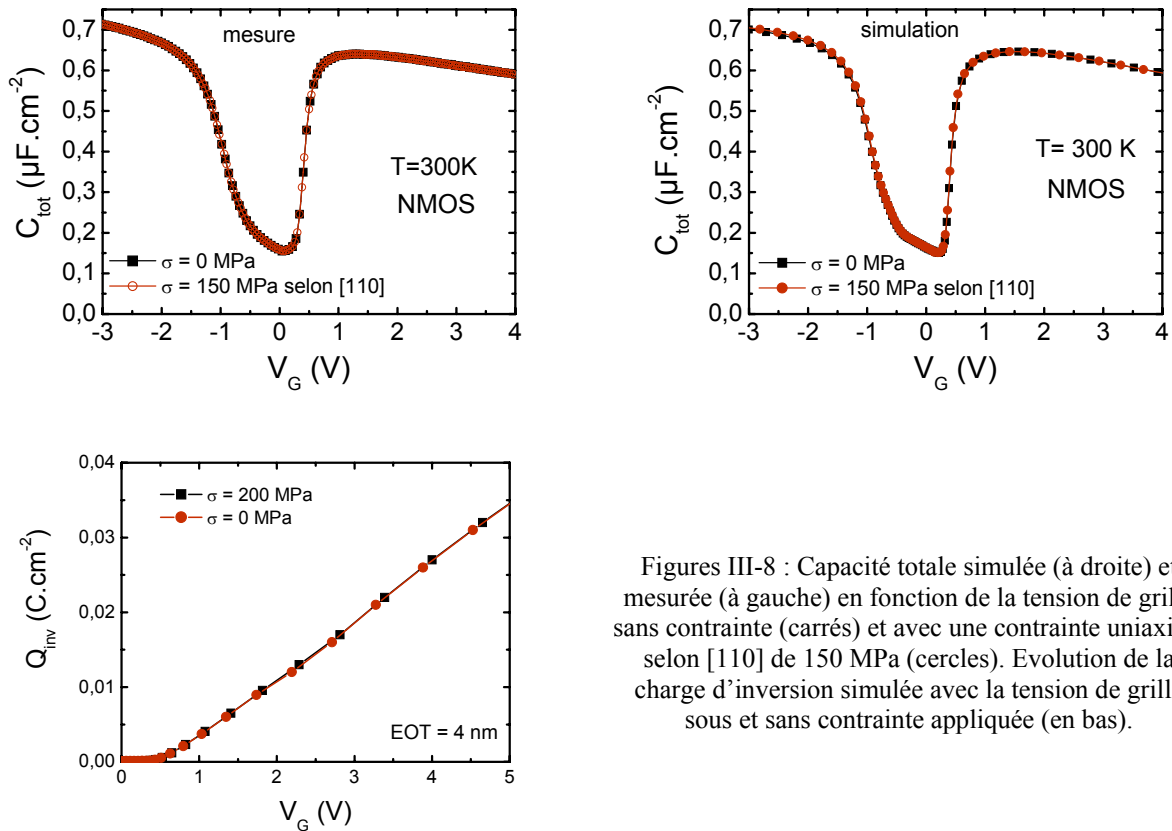 mesure
C_tot (µF.cm⁻²)
0,7
0,6
0,5
0,4
0,3
0,2
0,1
0,0
T=300K
NMOS
σ = 0 MPa
σ = 150 MPa selon [110]
-3 -2 -1 0 1 2 3 4
V_G (V)
simulation
C_tot (µF.cm⁻²)
0,7
0,6
0,5
0,4
0,3
0,2
0,1
0,0
T= 300 K
NMOS
σ = 0 MPa
σ = 150 MPa selon [110]
-3 -2 -1 0 1 2 3 4
V_G (V)
Q_inv (C.cm⁻²)
0,04
0,03
0,02
0,01
0,00
σ = 200 MPa
σ = 0 MPa
EOT = 4 nm
0 1 2 3 4 5
V_G (V)
Figures III-8 : Capacité totale simulée (à droite) et
mesurée (à gauche) en fonction de la tension de grill
sans contrainte (carrés) et avec une contrainte uniaxi
selon [110] de 150 MPa (cercles). Evolution de la
charge d’inversion simulée avec la tension de grill
sous et sans contrainte appliquée (en bas).